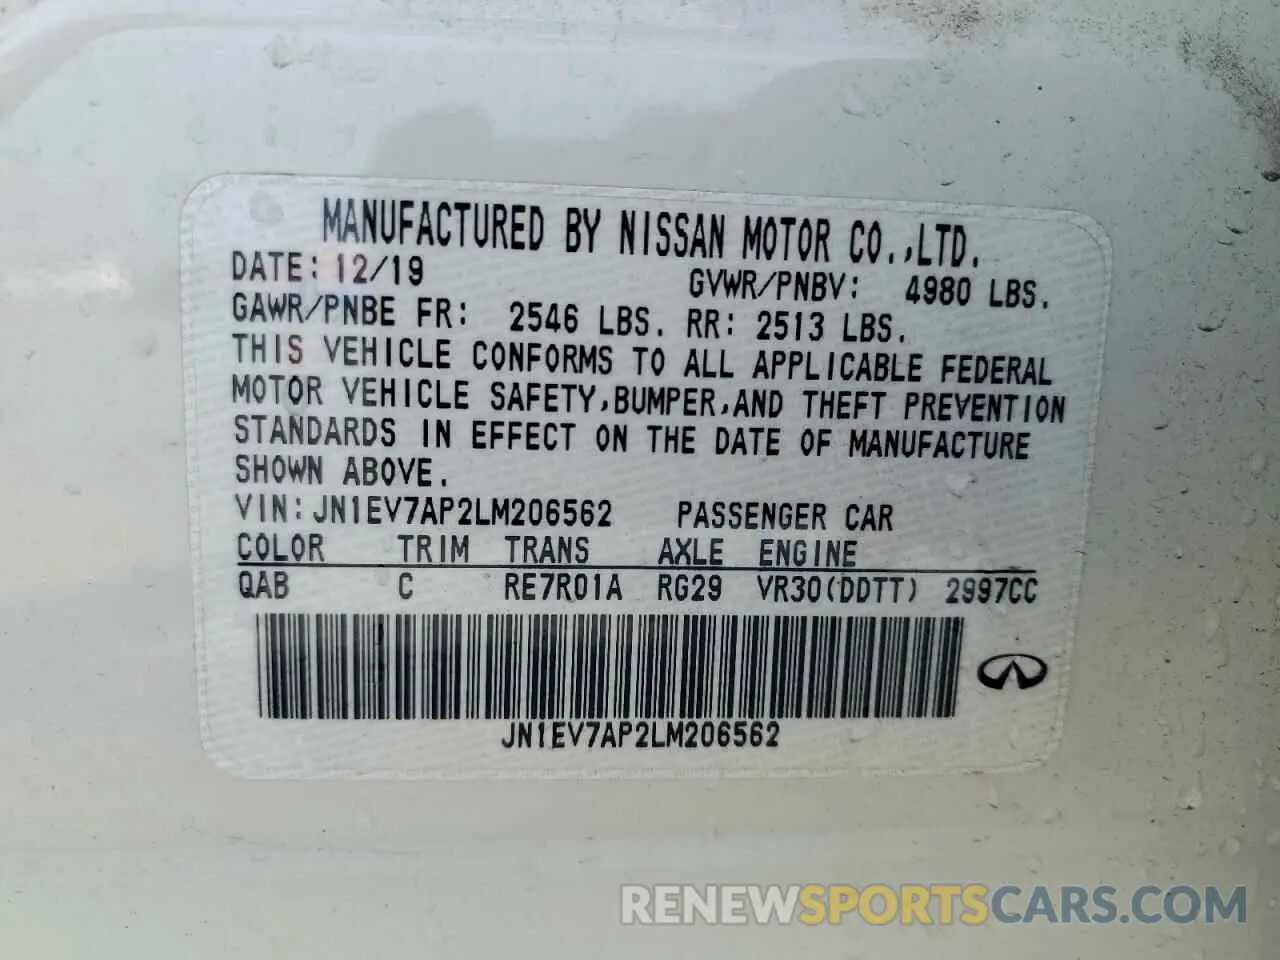 MANUFACTURED BY NISSAN MOTOR CO.,LTD.
DATE: 12/19 GVWR/PNBV: 4980 LBS.
GAWR/PNBE FR: 2546 LBS. RR: 2513 LBS.
THIS VEHICLE CONFORMS TO ALL APPLICABLE FEDERAL
MOTOR VEHICLE SAFETY,BUMPER,AND THEFT PREVENTION
STANDARDS IN EFFECT ON THE DATE OF MANUFACTURE
SHOWN ABOVE.
VIN: JN1EV7AP2LM206562 PASSENGER CAR
COLOR TRIM TRANS AXLE ENGINE
QAB C RE7R01A RG29 VR30(DDTT) 2997CC
JN1EV7AP2LM206562
RENEWSPORTSCARS.COM